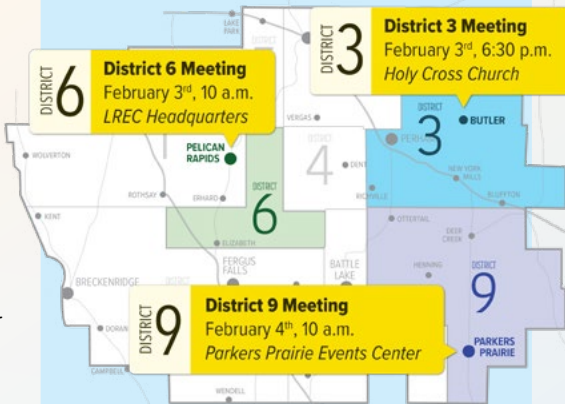 DISTRICT
3
District 3 Meeting
February 3rd, 6:30 p.m.
Holy Cross Church
DISTRICT
6
District 6 Meeting
February 3rd, 10 a.m.
LREC Headquarters
LAKE
PARK
VERGAS
DISTRICT
3
BUTLER
PERHAM
WOLVERTON
PELICAN
RAPIDS
4
DENT
NEW YORK
MILLS
ROTHSAY
ERHARD
DISTRICT
6
RICHVILLE
BLUFFTON
KENT
OTTERTAIL
DEER
CREEK
ELIZABETH
BRECKENRIDGE
FERGUS
FALLS
BATTLE
LAKE
HENNING
DISTRICT
9
DISTRICT
9
District 9 Meeting
February 4th, 10 a.m.
Parkers Prairie Events Center
DORAN
PARKERS
PRAIRIE
CAMPBELL
WENDELL